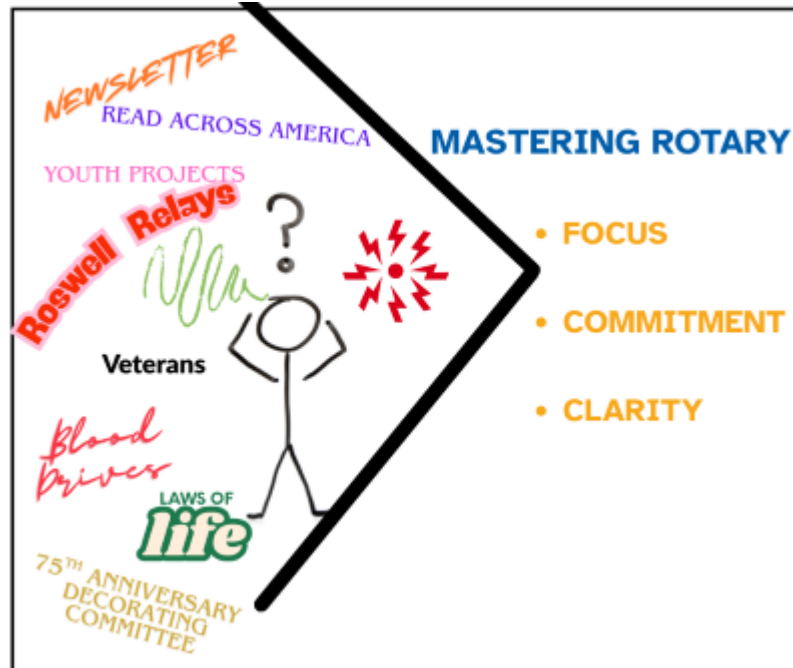 NEWSLETTER
READ ACROSS AMERICA
YOUTH PROJECTS
Roswell Relays
?
Veterans
Blood
Drives
LAWS OF
life
75TH ANNIVERSARY
DECORATING
COMMITTEE
MASTERING ROTARY
• FOCUS
• COMMITMENT
• CLARITY